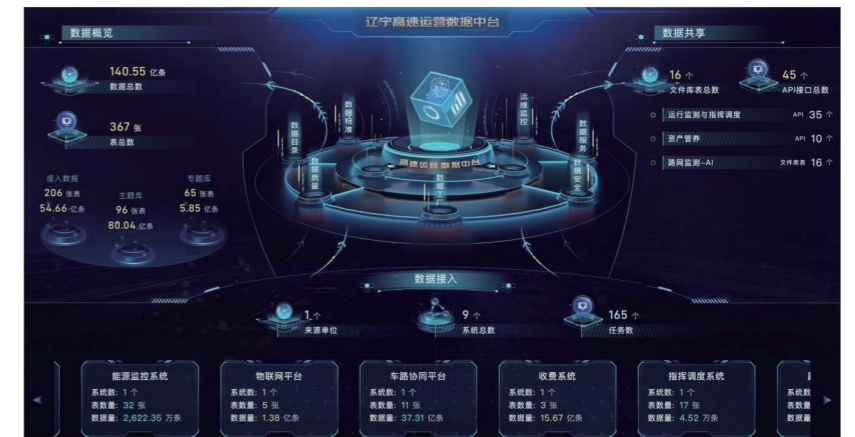 辽宁高速运营数据中台
数据概览
140.55 亿条
数据总数
367 张
表总数
接入数据
206 张表
54.66 亿条
主题库
96 张表
80.04 亿条
专题库
65 张表
5.85 亿条
数据目录
数据标准
数据质量
数据工厂
运维监控
数据服务
数据安全
高速运营数据中台
数据共享
16 个
文件库表总数
45 个
API接口总数
运行监测与指挥调度 API 35 个
资产管养 API 10 个
路网监测-AI 文件库表 16 个
数据接入
1 个
来源单位
9 个
系统总数
165 个
任务数
能源监控系统
系统数: 1 个
表数量: 32 张
数据量: 2,622.35 万条
物联网平台
系统数: 1 个
表数量: 5 张
数据量: 1.38 亿条
车路协同平台
系统数: 1 个
表数量: 11 张
数据量: 37.31 亿条
收费系统
系统数: 1 个
表数量: 3 张
数据量: 15.67 亿条
指挥调度系统
系统数: 1 个
表数量: 17 张
数据量: 4.52 万条
系统数
表数量
数据量